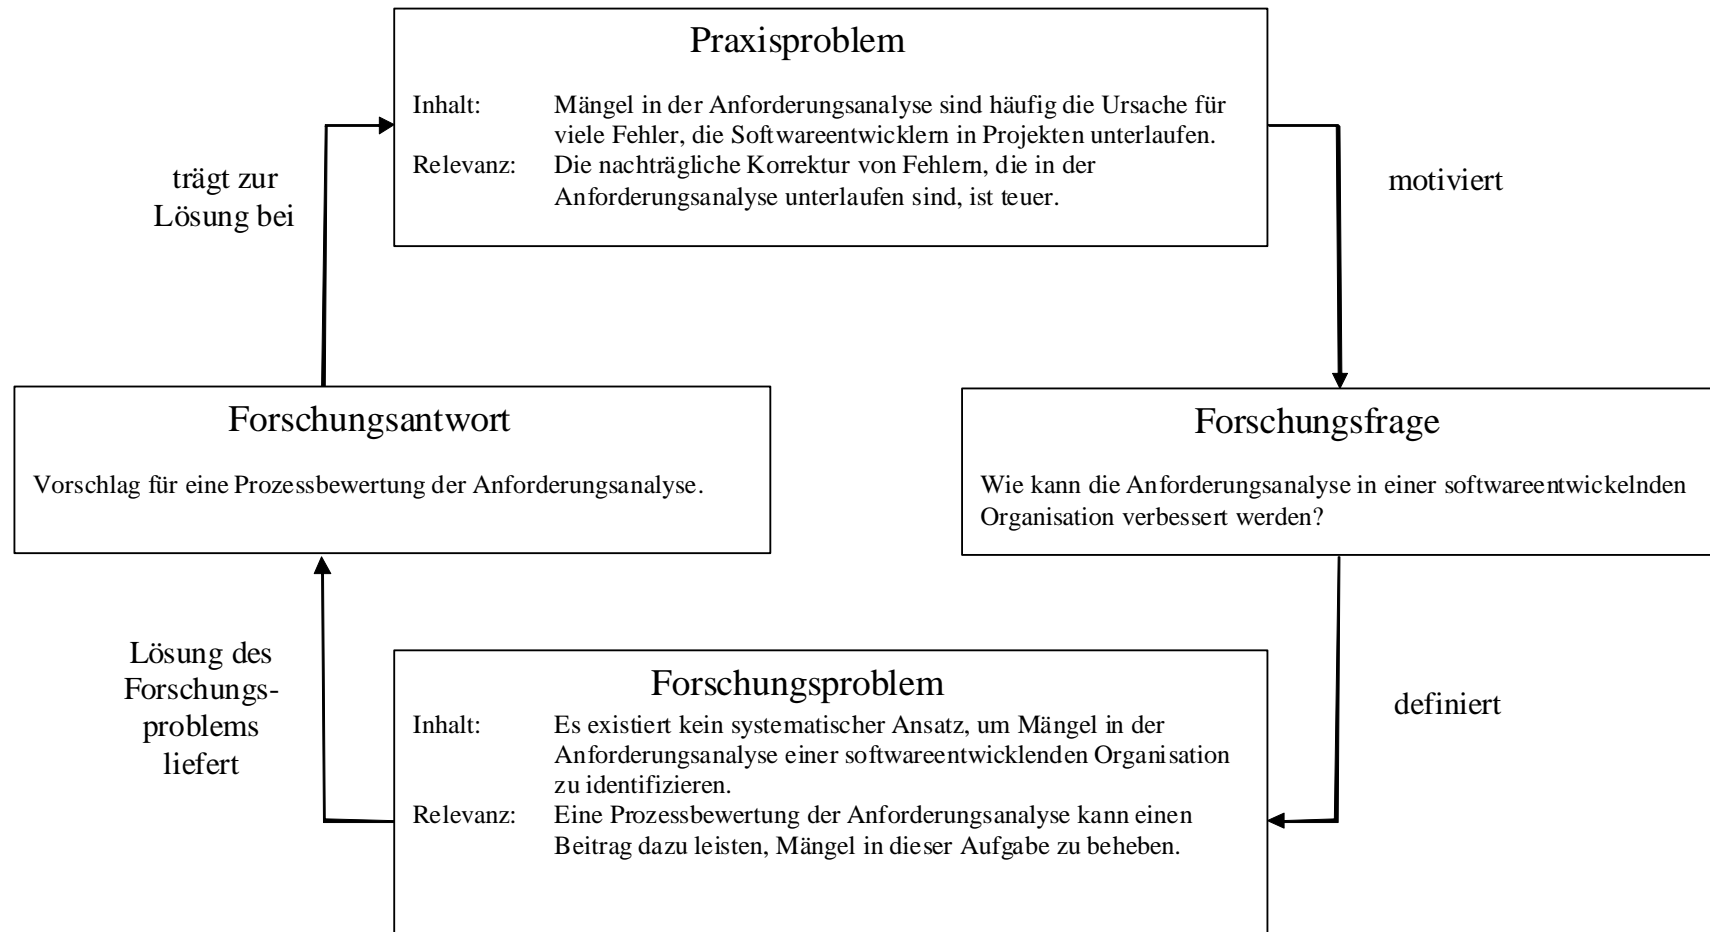 Praxisproblem
Inhalt: Mängel in der Anforderungsanalyse sind häufig die Ursache für
viele Fehler, die Softwareentwicklern in Projekten unterlaufen.
Relevanz: Die nachträgliche Korrektur von Fehlern, die in der
Anforderungsanalyse unterlaufen sind, ist teuer.
trägt zur
Lösung bei
motiviert
Forschungsantwort
Vorschlag für eine Prozessbewertung der Anforderungsanalyse.
Forschungsfrage
Wie kann die Anforderungsanalyse in einer softwareentwickelnden
Organisation verbessert werden?
Lösung des
Forschungs-
problems
liefert
Forschungsproblem
Inhalt: Es existiert kein systematischer Ansatz, um Mängel in der
Anforderungsanalyse einer softwareentwicklenden Organisation
zu identifizieren.
Relevanz: Eine Prozessbewertung der Anforderungsanalyse kann einen
Beitrag dazu leisten, Mängel in dieser Aufgabe zu beheben.
definiert